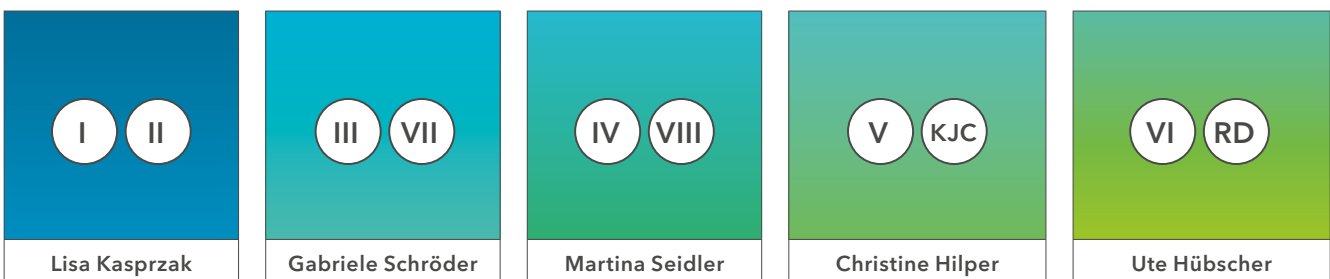 I II
Lisa Kasprzak
III VII
Gabriele Schröder
IV VIII
Martina Seidler
V KJC
Christine Hilper
VI RD
Ute Hübscher